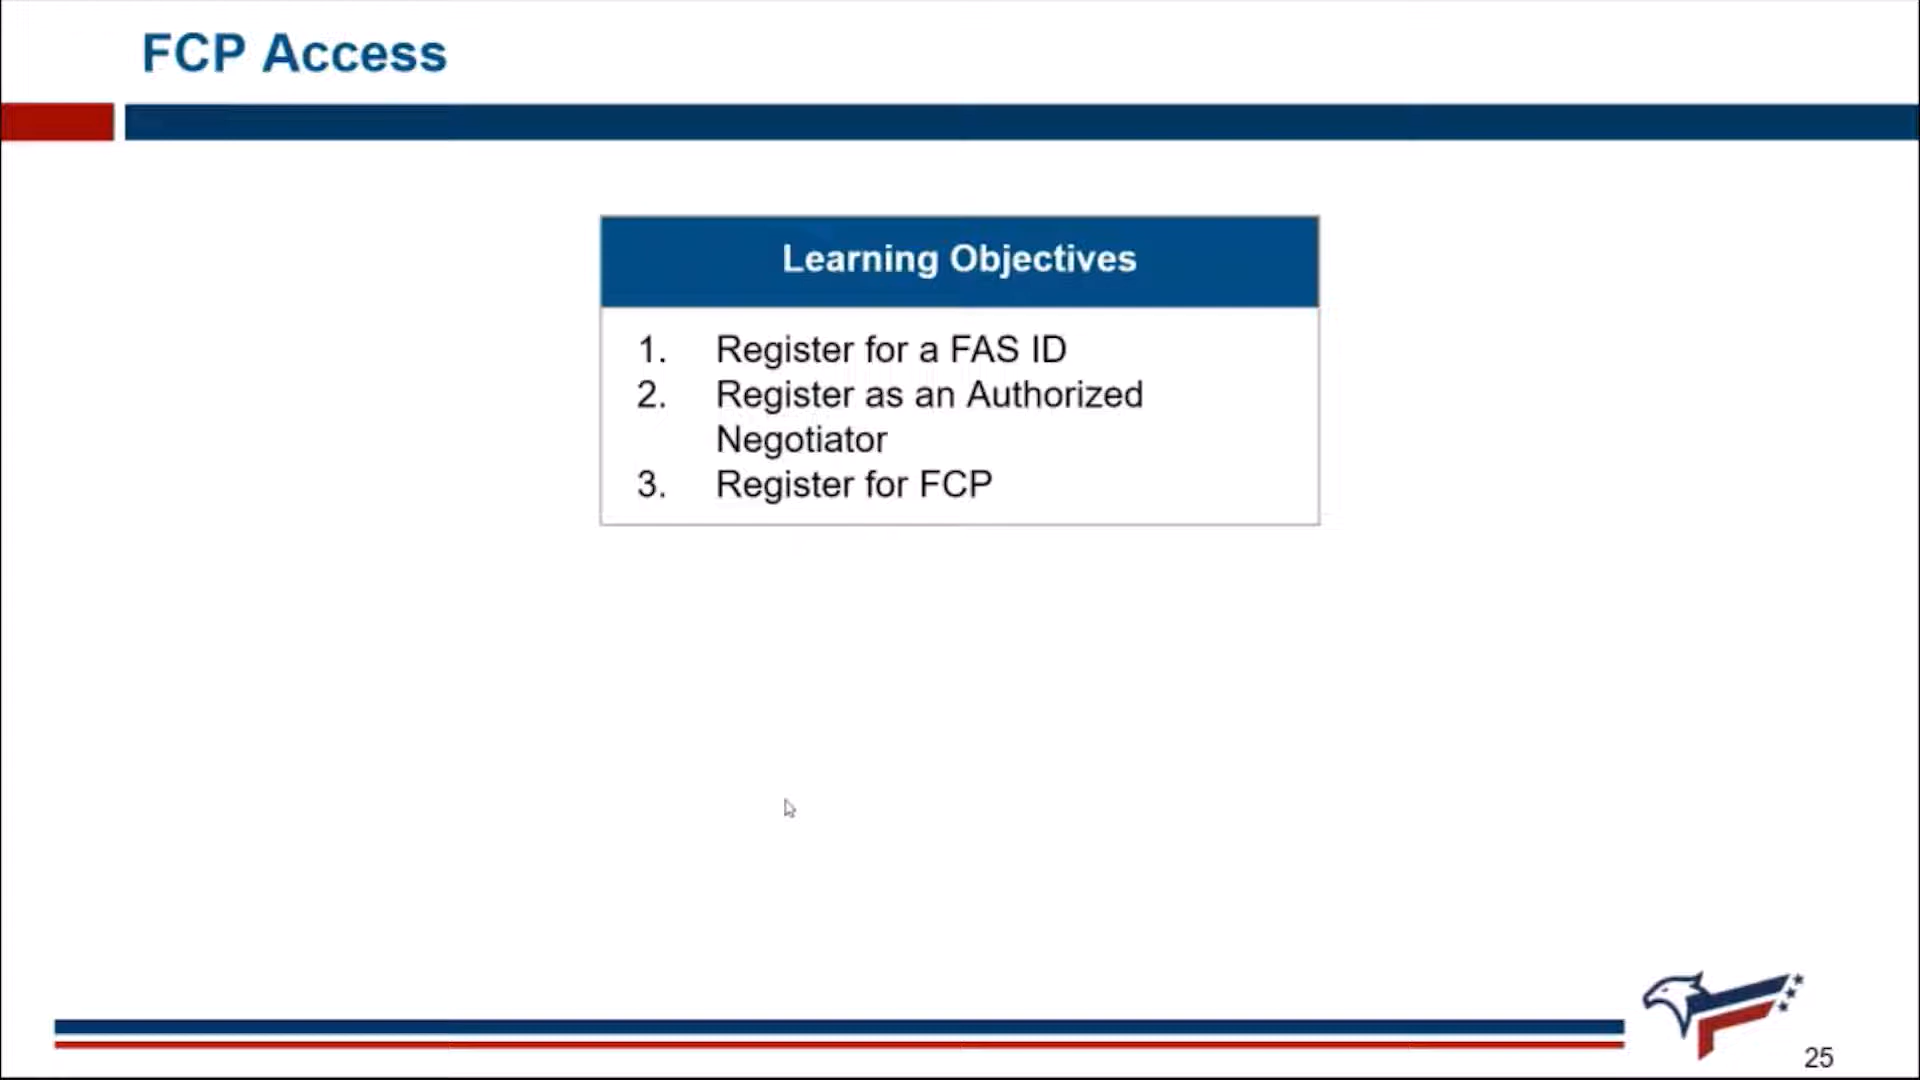 FCP Access
Learning Objectives
1. Register for a FAS ID
2. Register as an Authorized
Negotiator
3. Register for FCP
25